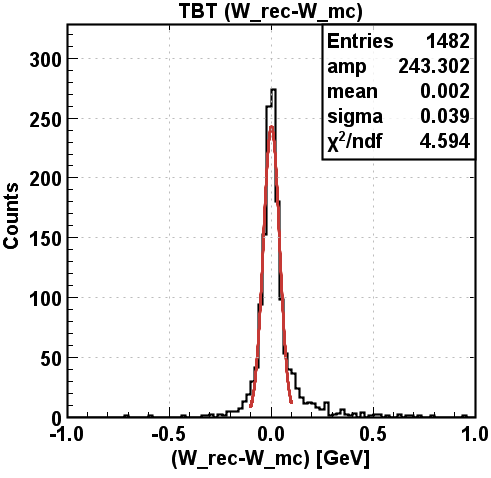 TBT (W_rec-W_mc)
Entries 1482
amp 243.302
mean 0.002
sigma 0.039
χ²/ndf 4.594
300
250
200
150
100
50
0
Counts
-1.0 -0.5 0.0 0.5 1.0
(W_rec-W_mc) [GeV]